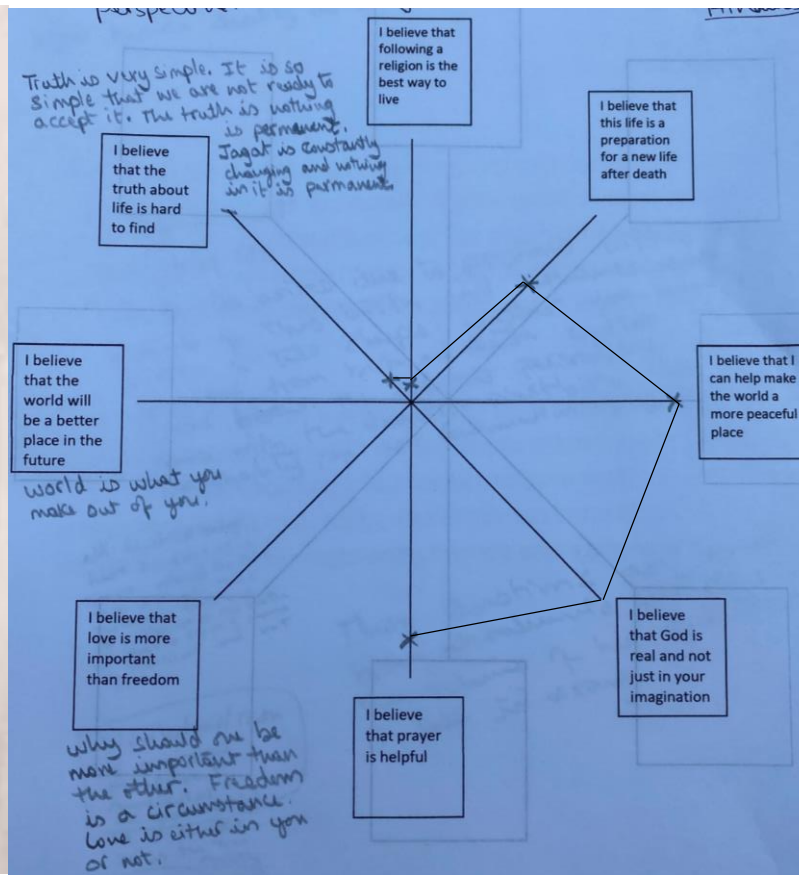 I believe that
following a
religion is the
best way to
live
Truth is very simple. It is so
simple that we are not ready to
accept it. The truth is nothing
is permanent.
Jagat is constantly
changing and nothing
in it is permanent.
I believe that
this life is a
preparation
for a new life
after death
I believe
that the
truth about
life is hard
to find
I believe
that the
world will
be a better
place in the
future
I believe that I
can help make
the world a
more peaceful
place
world is what you
make out of you.
I believe that
love is more
important
than freedom
I believe
that God is
real and not
just in your
imagination
I believe
that prayer
is helpful
why should one be
more important than
the other. Freedom
is a circumstance.
Love is either in you
or not.